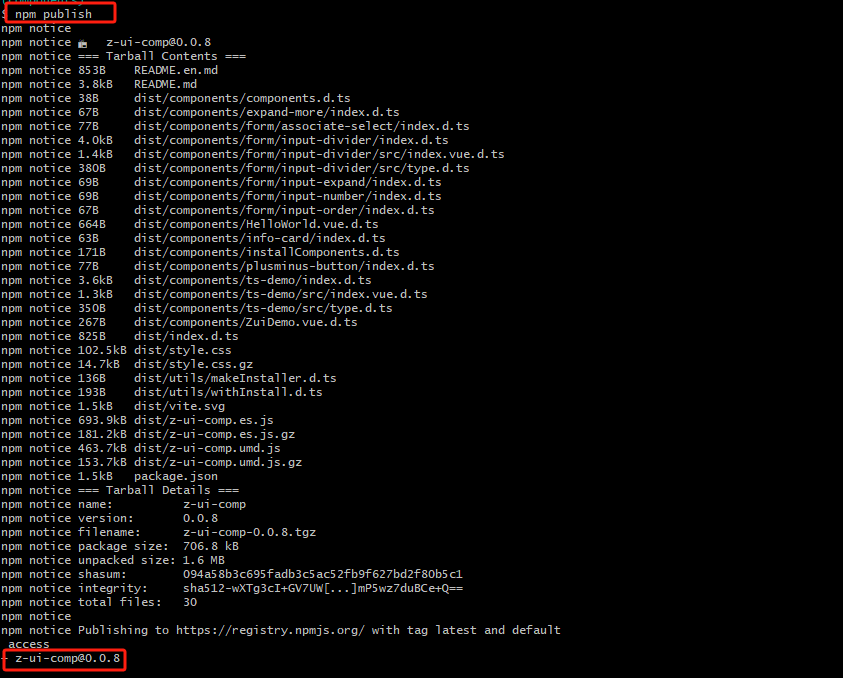 $ npm publish
npm notice
npm notice 📦  z-ui-comp@0.0.8
npm notice === Tarball Contents ===
npm notice 853B    README.en.md
npm notice 3.8kB   README.md
npm notice 38B     dist/components/components.d.ts
npm notice 67B     dist/components/expand-more/index.d.ts
npm notice 77B     dist/components/form/associate-select/index.d.ts
npm notice 4.0kB   dist/components/form/input-divider/index.d.ts
npm notice 1.4kB   dist/components/form/input-divider/src/index.vue.d.ts
npm notice 380B    dist/components/form/input-divider/src/type.d.ts
npm notice 69B     dist/components/form/input-expand/index.d.ts
npm notice 69B     dist/components/form/input-number/index.d.ts
npm notice 67B     dist/components/form/input-order/index.d.ts
npm notice 664B    dist/components/HelloWorld.vue.d.ts
npm notice 63B     dist/components/info-card/index.d.ts
npm notice 171B    dist/components/installComponents.d.ts
npm notice 77B     dist/components/plusminus-button/index.d.ts
npm notice 3.6kB   dist/components/ts-demo/index.d.ts
npm notice 1.3kB   dist/components/ts-demo/src/index.vue.d.ts
npm notice 350B    dist/components/ts-demo/src/type.d.ts
npm notice 267B    dist/components/ZuiDemo.vue.d.ts
npm notice 825B    dist/index.d.ts
npm notice 102.5kB dist/style.css
npm notice 14.7kB  dist/style.css.gz
npm notice 136B    dist/utils/makeInstaller.d.ts
npm notice 193B    dist/utils/withInstall.d.ts
npm notice 1.5kB   dist/vite.svg
npm notice 693.9kB dist/z-ui-comp.es.js
npm notice 181.2kB dist/z-ui-comp.es.js.gz
npm notice 463.7kB dist/z-ui-comp.umd.js
npm notice 153.7kB dist/z-ui-comp.umd.js.gz
npm notice 1.5kB   package.json
npm notice === Tarball Details ===
npm notice name:          z-ui-comp
npm notice version:       0.0.8
npm notice filename:      z-ui-comp-0.0.8.tgz
npm notice package size:  706.8 kB
npm notice unpacked size: 1.6 MB
npm notice shasum:        094a58b3c695fadb3c5ac52fb9f627bd2f80b5c1
npm notice integrity:     sha512-wXTg3cI+GV7UW[...]mP5wz7duBCe+Q==
npm notice total files:   30
npm notice
npm notice Publishing to https://registry.npmjs.org/ with tag latest and default
access
+ z-ui-comp@0.0.8